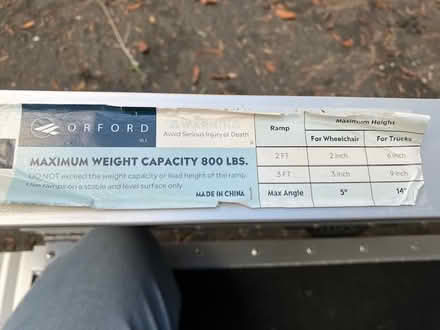 ORFORD
Avoid Serious Injury or Death
MAXIMUM WEIGHT CAPACITY 800 LBS.
DO NOT exceed the weight capacity or load height of the ramp.
Use ramps on a stable and level surface only
MADE IN CHINA
Ramp Maximum Height
For Wheelchair For Trucks
2 FT 2 inch 6 inch
3 FT 3 inch 9 inch
Max Angle 5° 14°